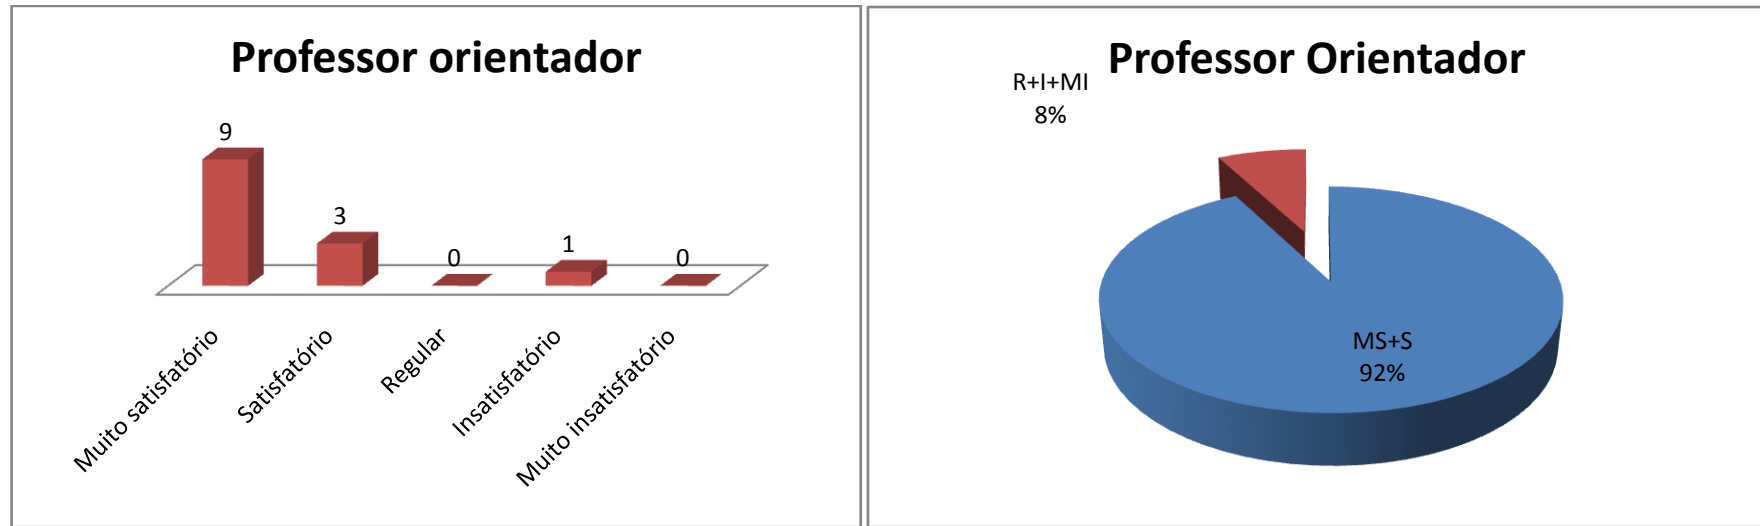 Professor orientador
9
3
0
1
0
Muito satisfatório
Satisfatório
Regular
Insatisfatório
Muito insatisfatório
Professor Orientador
R+I+MI
8%
MS+S
92%